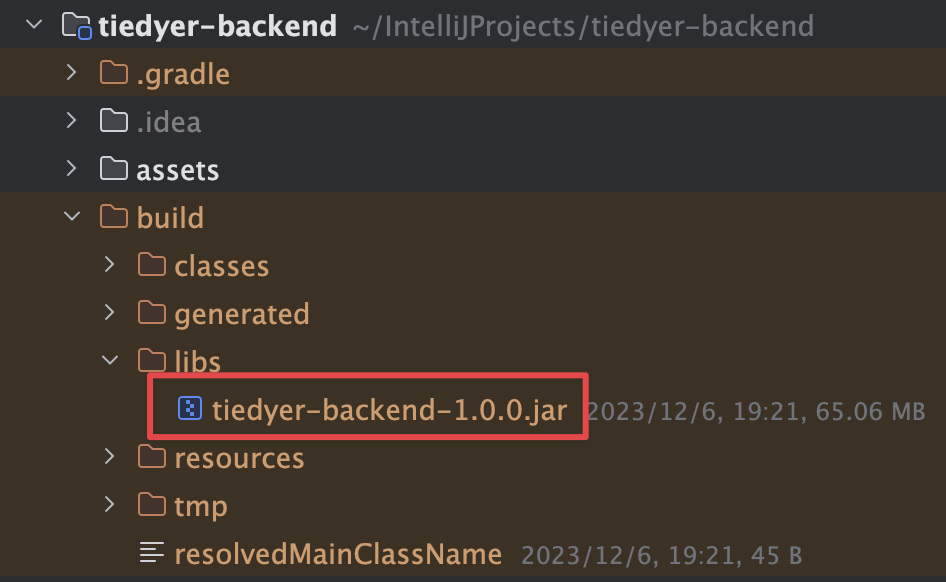 tiedyer-backend ~/IntelliJProjects/tiedyer-backend
.gradle
.idea
assets
build
classes
generated
libs
tiedyer-backend-1.0.0.jar 2023/12/6, 19:21, 65.06 MB
resources
tmp
resolvedMainClassName 2023/12/6, 19:21, 45 B